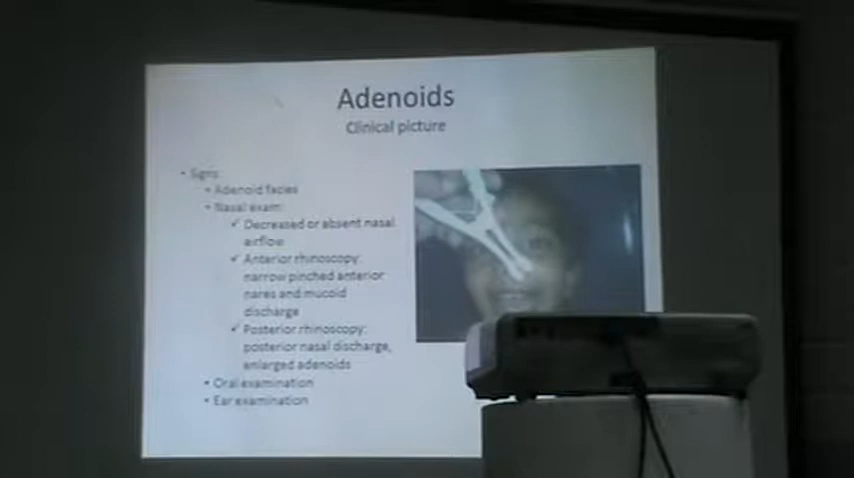 Adenoids
Clinical picture
• Signs:
• Adenoid facies
• Nasal exam:
✓ Decreased or absent nasal
airflow
✓ Anterior rhinoscopy:
narrow pinched anterior
nares and mucoid
discharge
✓ Posterior rhinoscopy:
posterior nasal discharge,
enlarged adenoids
• Oral examination
• Ear examination